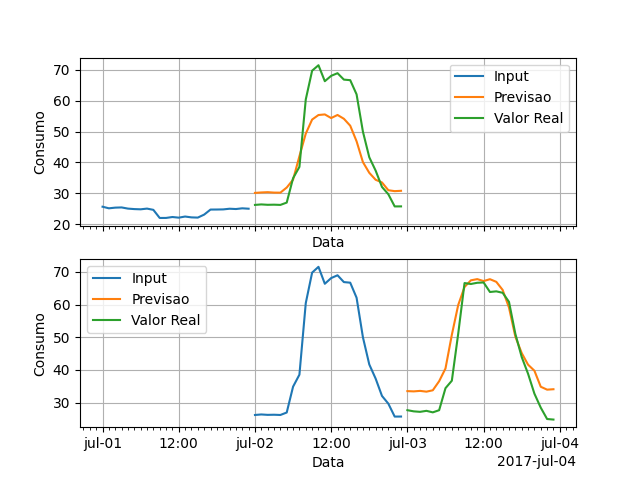 70
60
50
40
30
20
Consumo
Input
Previsao
Valor Real
Data
70
60
50
40
30
Consumo
Input
Previsao
Valor Real
jul-01 12:00 jul-02 12:00 jul-03 12:00 jul-04
Data
2017-jul-04